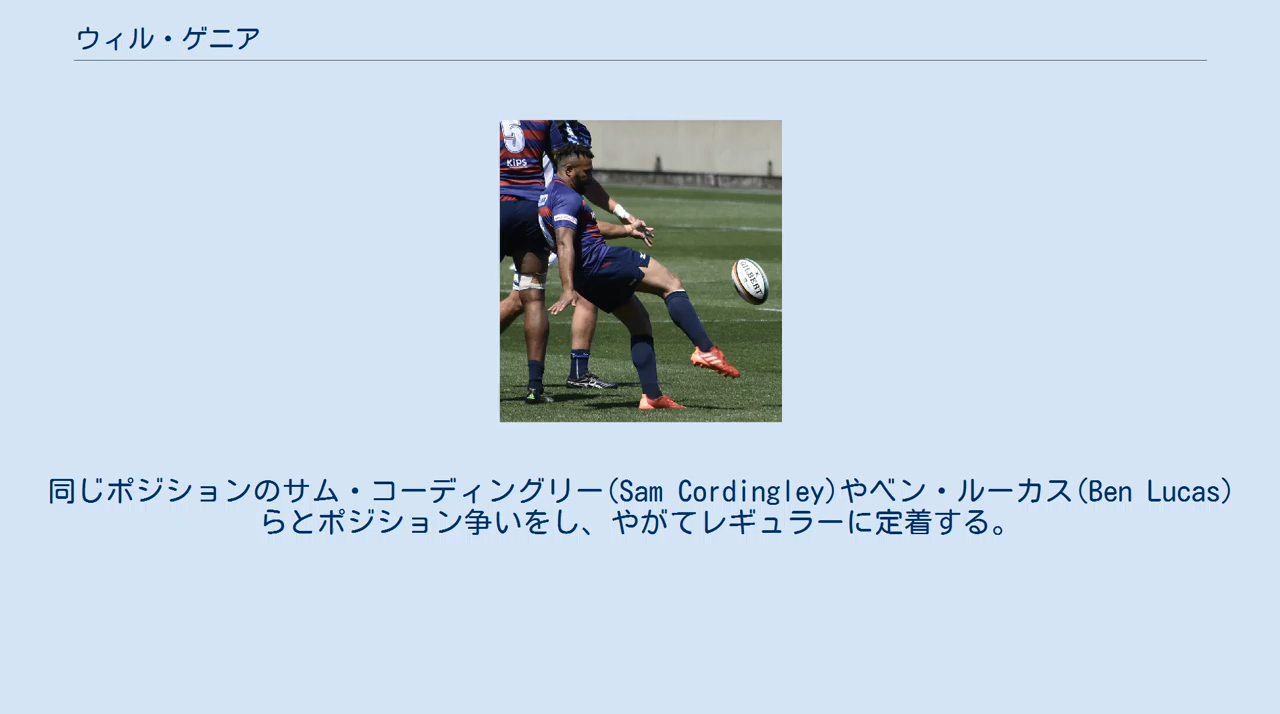 ウィル・ゲニア
5
KiPS
GILBERT
同じポジションのサム・コーディングリー(Sam Cordingley)やベン・ルーカス(Ben Lucas)
らとポジション争いをし、やがてレギュラーに定着する。